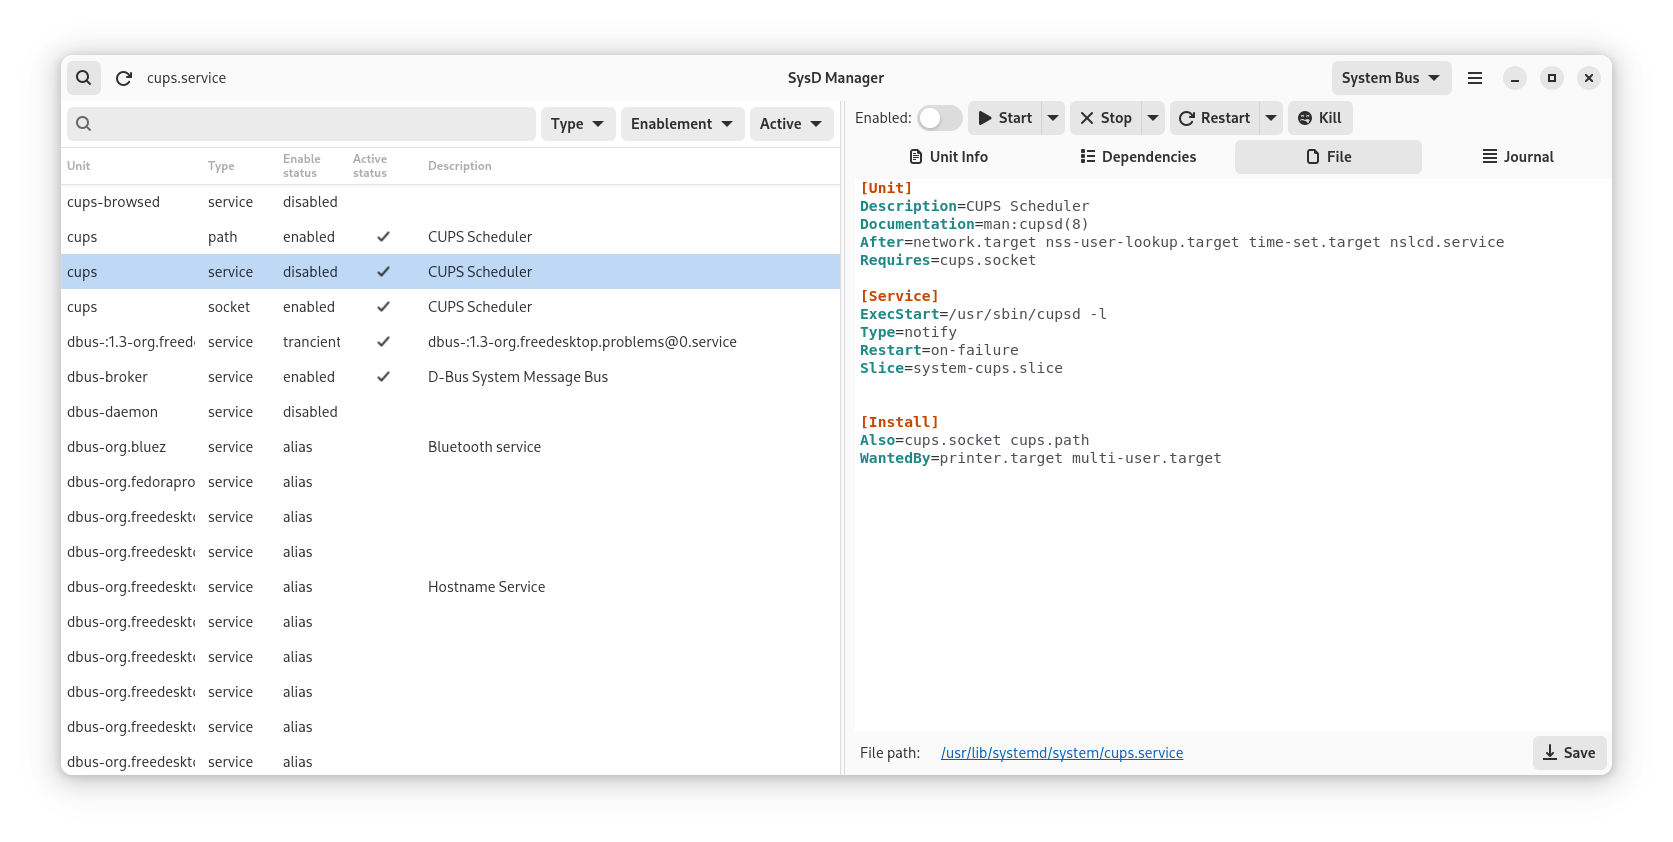 cups.service
SysD Manager
System Bus
Type
Enablement
Active
Enabled:
Start
Stop
Restart
Kill
Unit Info
Dependencies
File
Journal
Unit Type Enable status Active status Description
cups-browsed service disabled
cups path enabled CUPS Scheduler
cups service disabled CUPS Scheduler
cups socket enabled CUPS Scheduler
dbus-:1.3-org.freed service trancient dbus-:1.3-org.freedesktop.problems@0.service
dbus-broker service enabled D-Bus System Message Bus
dbus-daemon service disabled
dbus-org.bluez service alias Bluetooth service
dbus-org.fedorapro service alias
dbus-org.freedeskt service alias
dbus-org.freedeskt service alias
dbus-org.freedeskt service alias Hostname Service
dbus-org.freedeskt service alias
dbus-org.freedeskt service alias
dbus-org.freedeskt service alias
dbus-org.freedeskt service alias
dbus-org.freedeskt service alias
[Unit]
Description=CUPS Scheduler
Documentation=man:cupsd(8)
After=network.target nss-user-lookup.target time-set.target nslcd.service
Requires=cups.socket
[Service]
ExecStart=/usr/sbin/cupsd -l
Type=notify
Restart=on-failure
Slice=system-cups.slice
[Install]
Also=cups.socket cups.path
WantedBy=printer.target multi-user.target
File path: /usr/lib/systemd/system/cups.service
Save